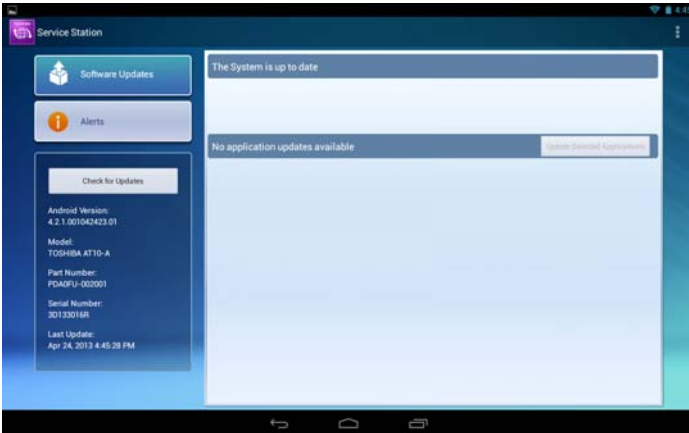 4:45
Service Station
Software Updates
Alerts
Check for Updates
Android Version:
4.2.1.001042423.01
Model:
TOSHIBA AT10-A
Part Number:
PDA0FU-002001
Serial Number:
3D133016R
Last Update:
Apr 24, 2013 4:45:28 PM
The System is up to date
No application updates available
Update Selected Applications